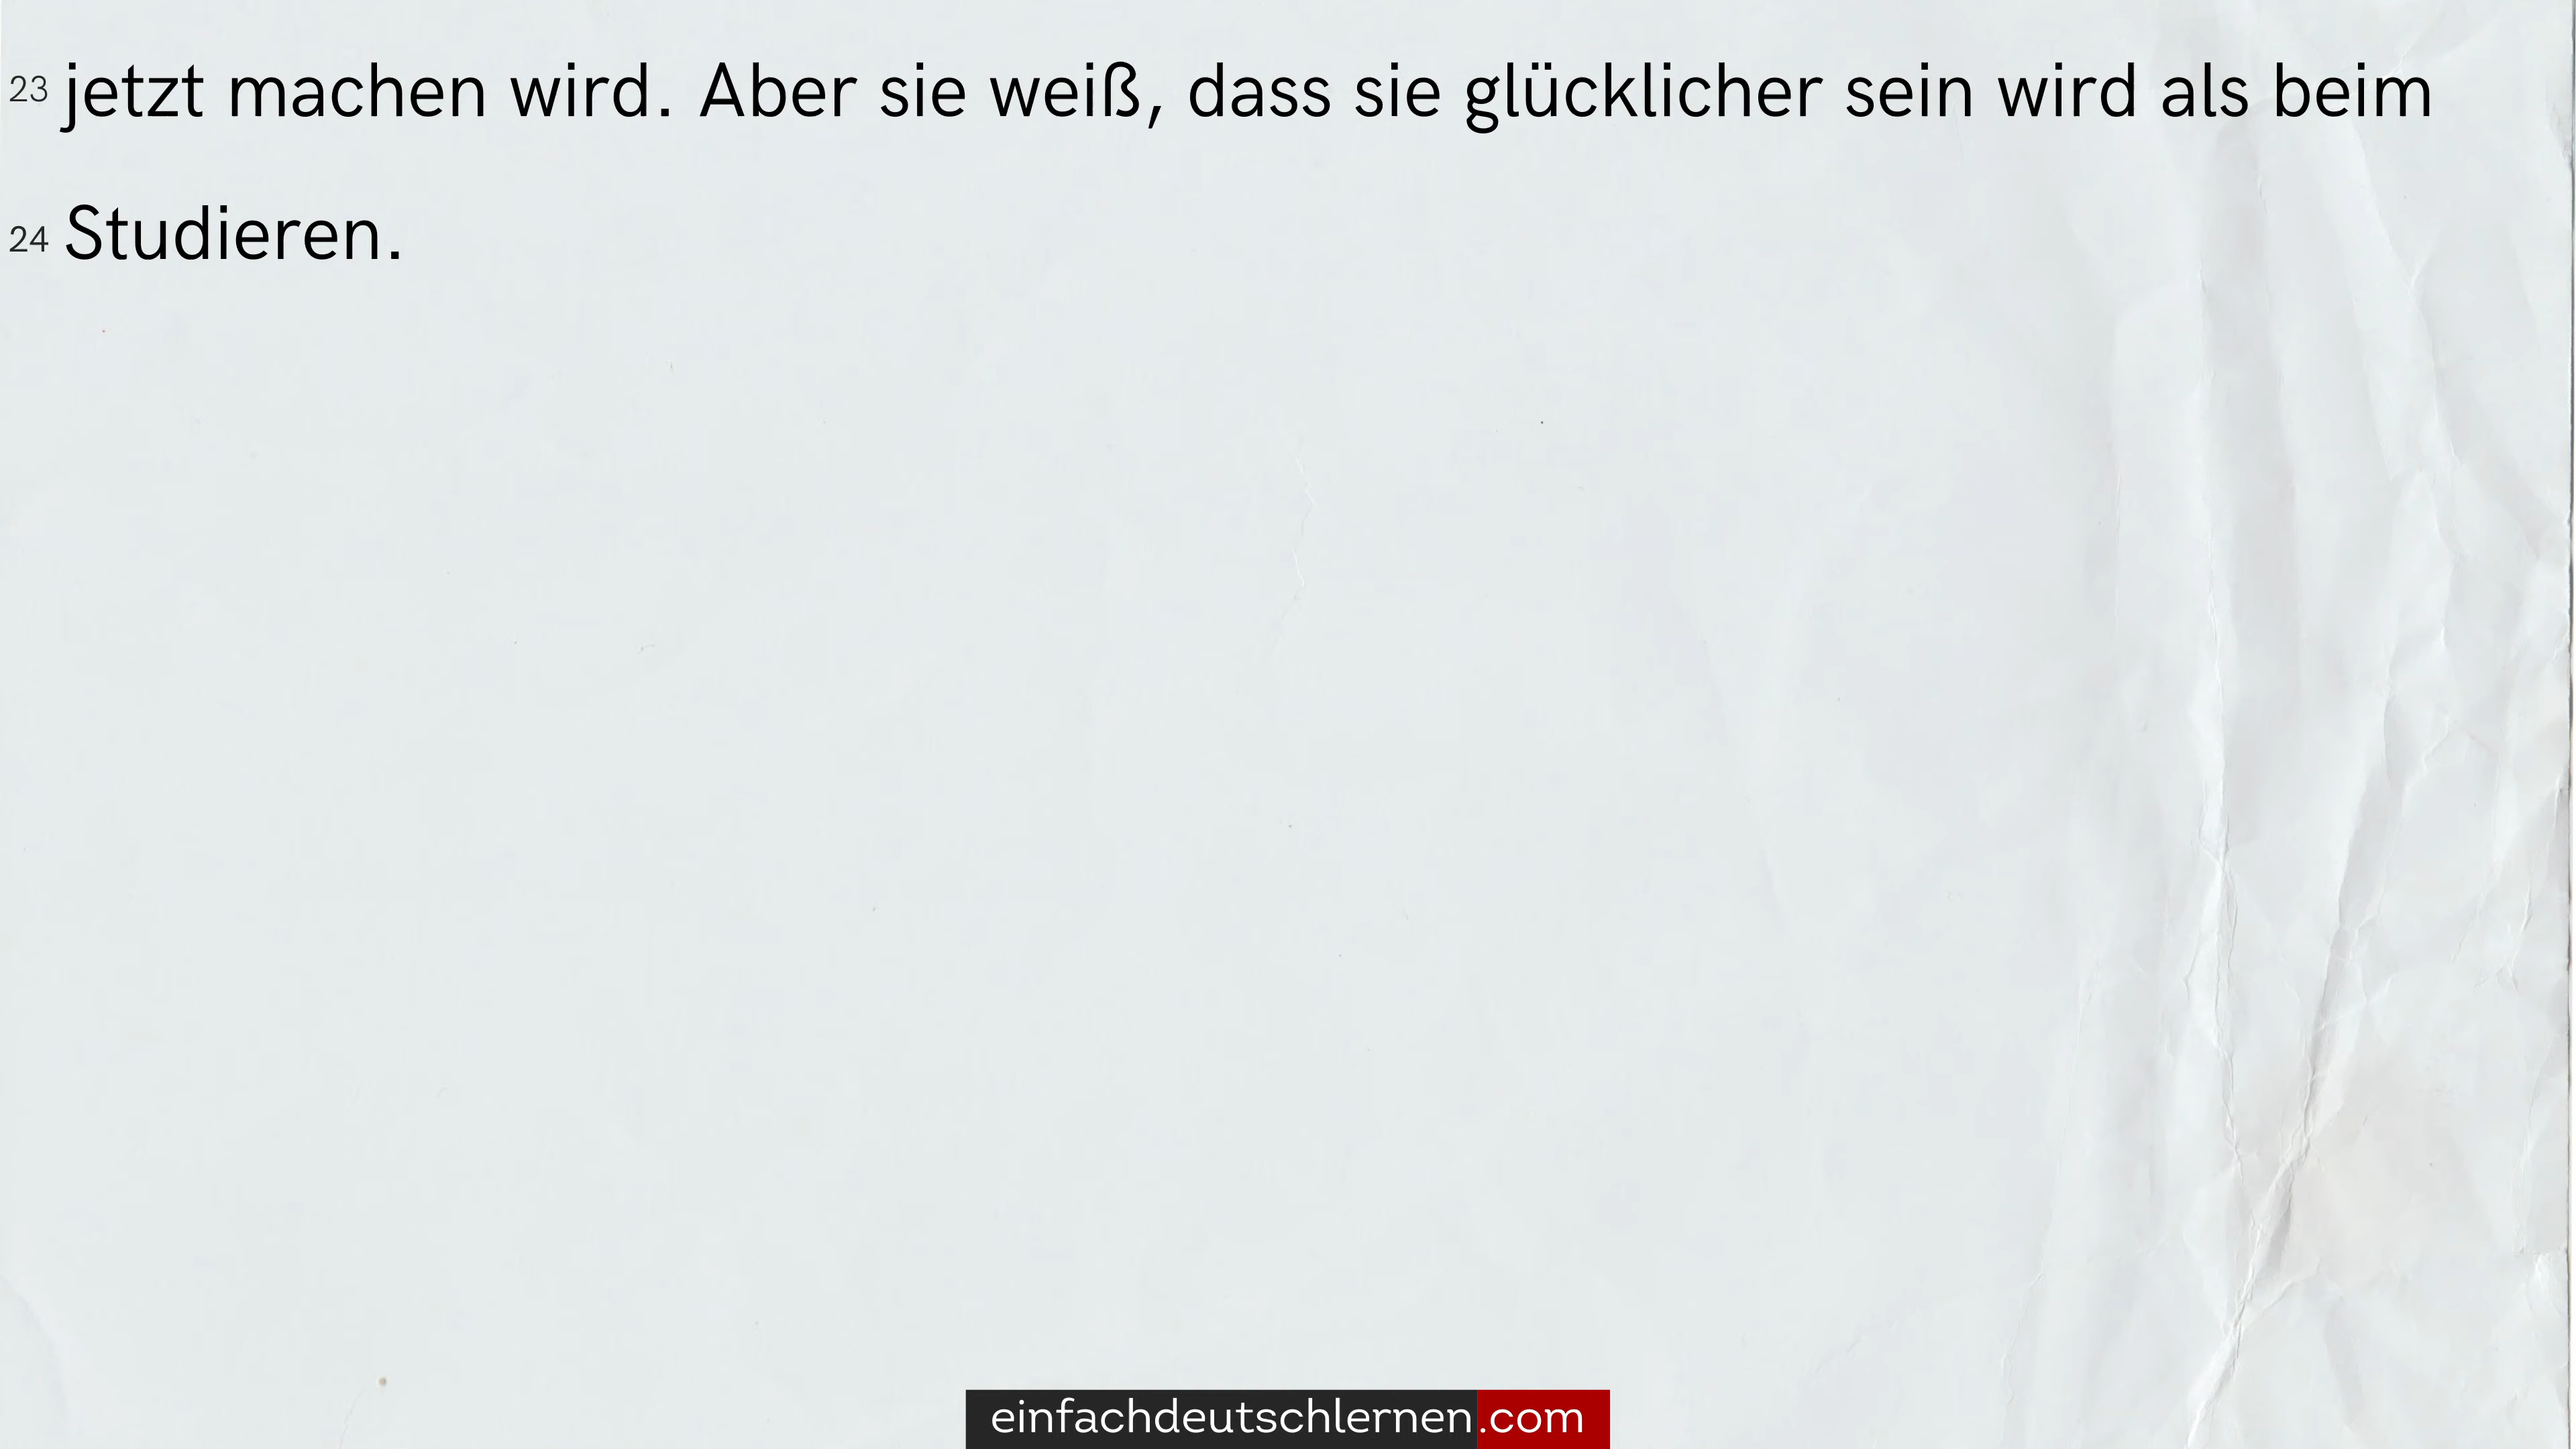 23 jetzt machen wird. Aber sie weiß, dass sie glücklicher sein wird als beim
24 Studieren.
einfachdeutschlernen.com